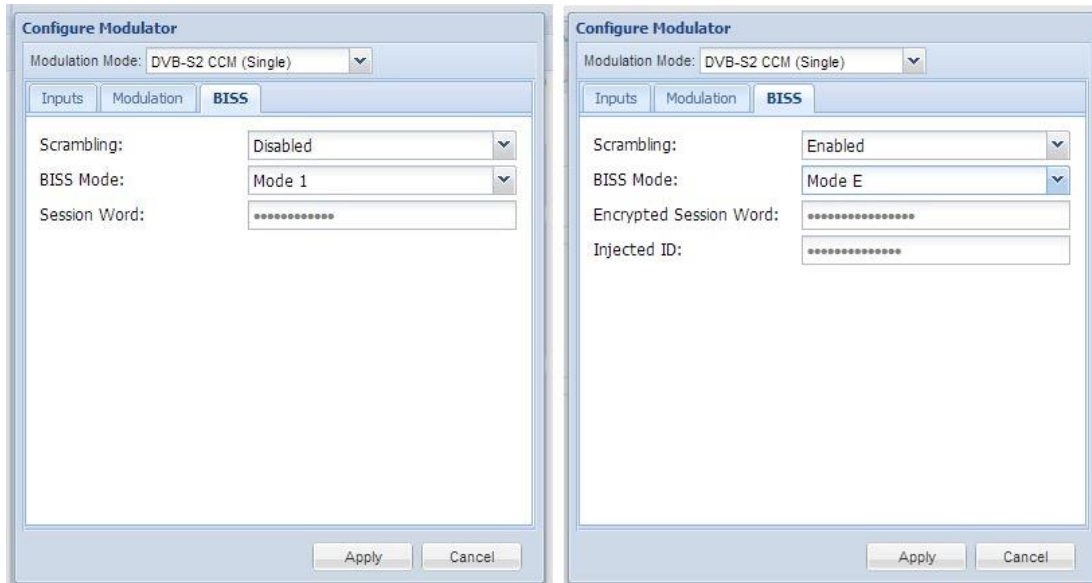 Configure Modulator
Modulation Mode: DVB-S2 CCM (Single)
Inputs Modulation BISS
Scrambling: Disabled
BISS Mode: Mode 1
Session Word: ••••••••••••
Apply Cancel
Configure Modulator
Modulation Mode: DVB-S2 CCM (Single)
Inputs Modulation BISS
Scrambling: Enabled
BISS Mode: Mode E
Encrypted Session Word: ••••••••••••••••
Injected ID: ••••••••••••••
Apply Cancel